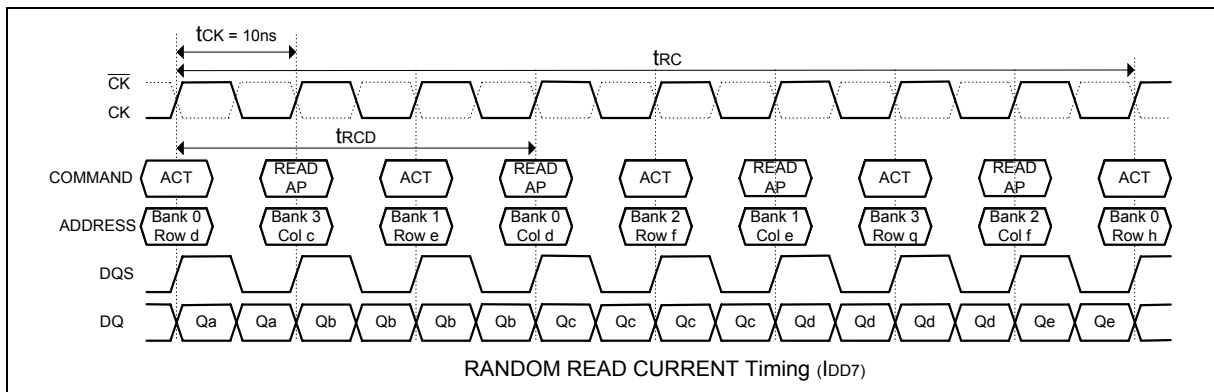 tCK = 10ns
tRC
CK
CK
tRCD
COMMAND ACT READ AP ACT READ AP ACT READ AP ACT READ AP ACT
ADDRESS Bank 0 Row d Bank 3 Col c Bank 1 Row e Bank 0 Col d Bank 2 Row f Bank 1 Col e Bank 3 Row q Bank 2 Col f Bank 0 Row h
DQS
DQ Qa Qa Qb Qb Qb Qb Qc Qc Qc Qc Qd Qd Qd Qd Qe Qe
RANDOM READ CURRENT Timing (IDD7)